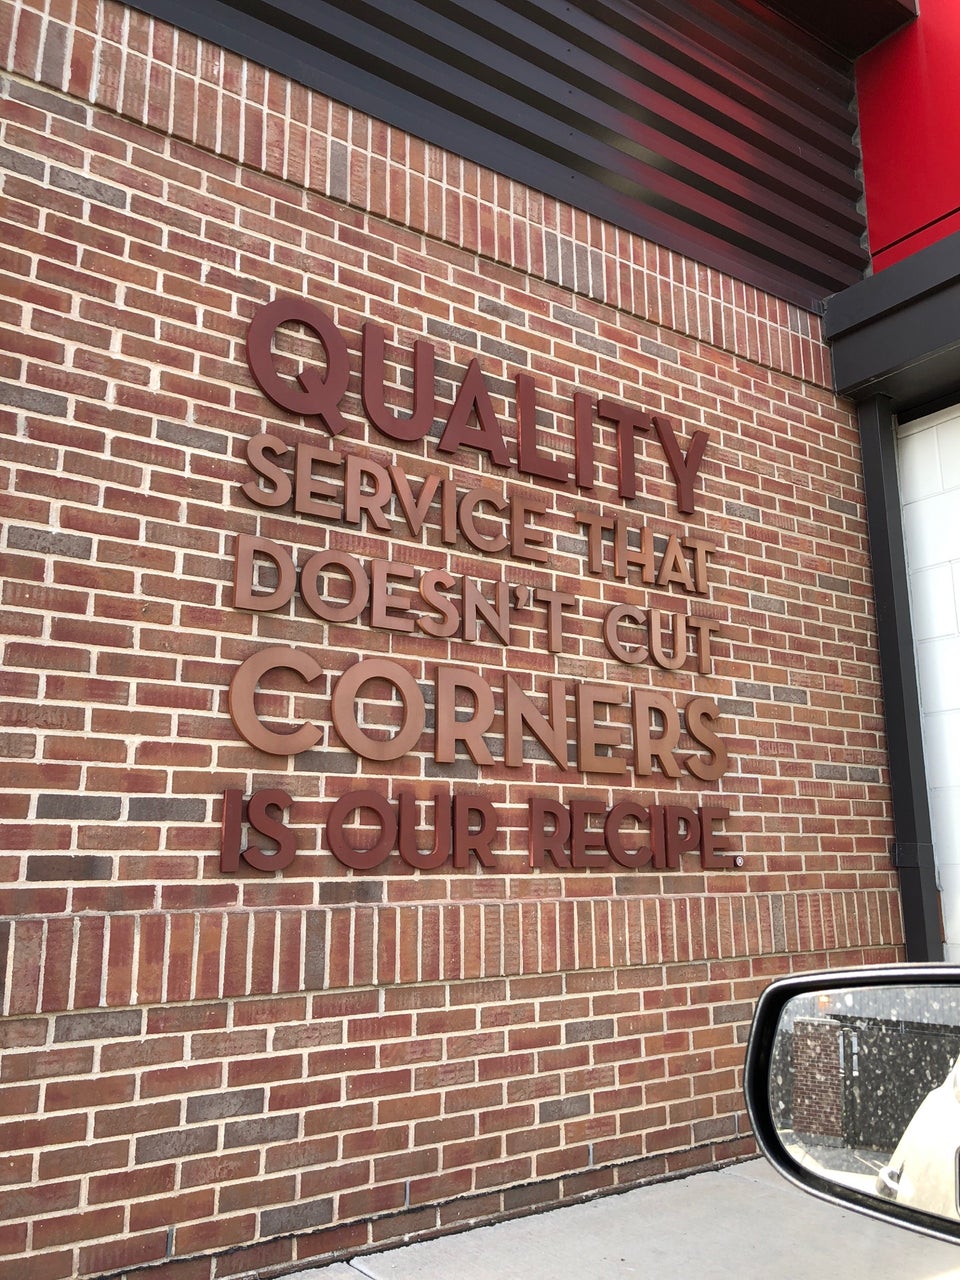 QUALITY
SERVICE THAT
DOESN'T CUT
CORNERS
IS OUR RECIPE.®